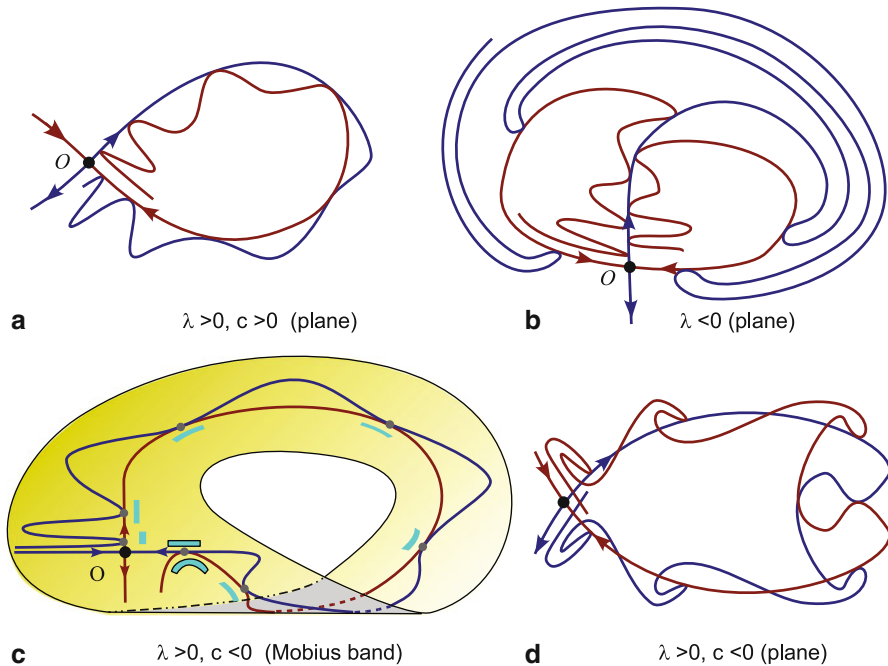 O
O
a
λ >0, c >0 (plane)
b
λ <0 (plane)
O
c
λ >0, c <0 (Mobius band)
d
λ >0, c <0 (plane)